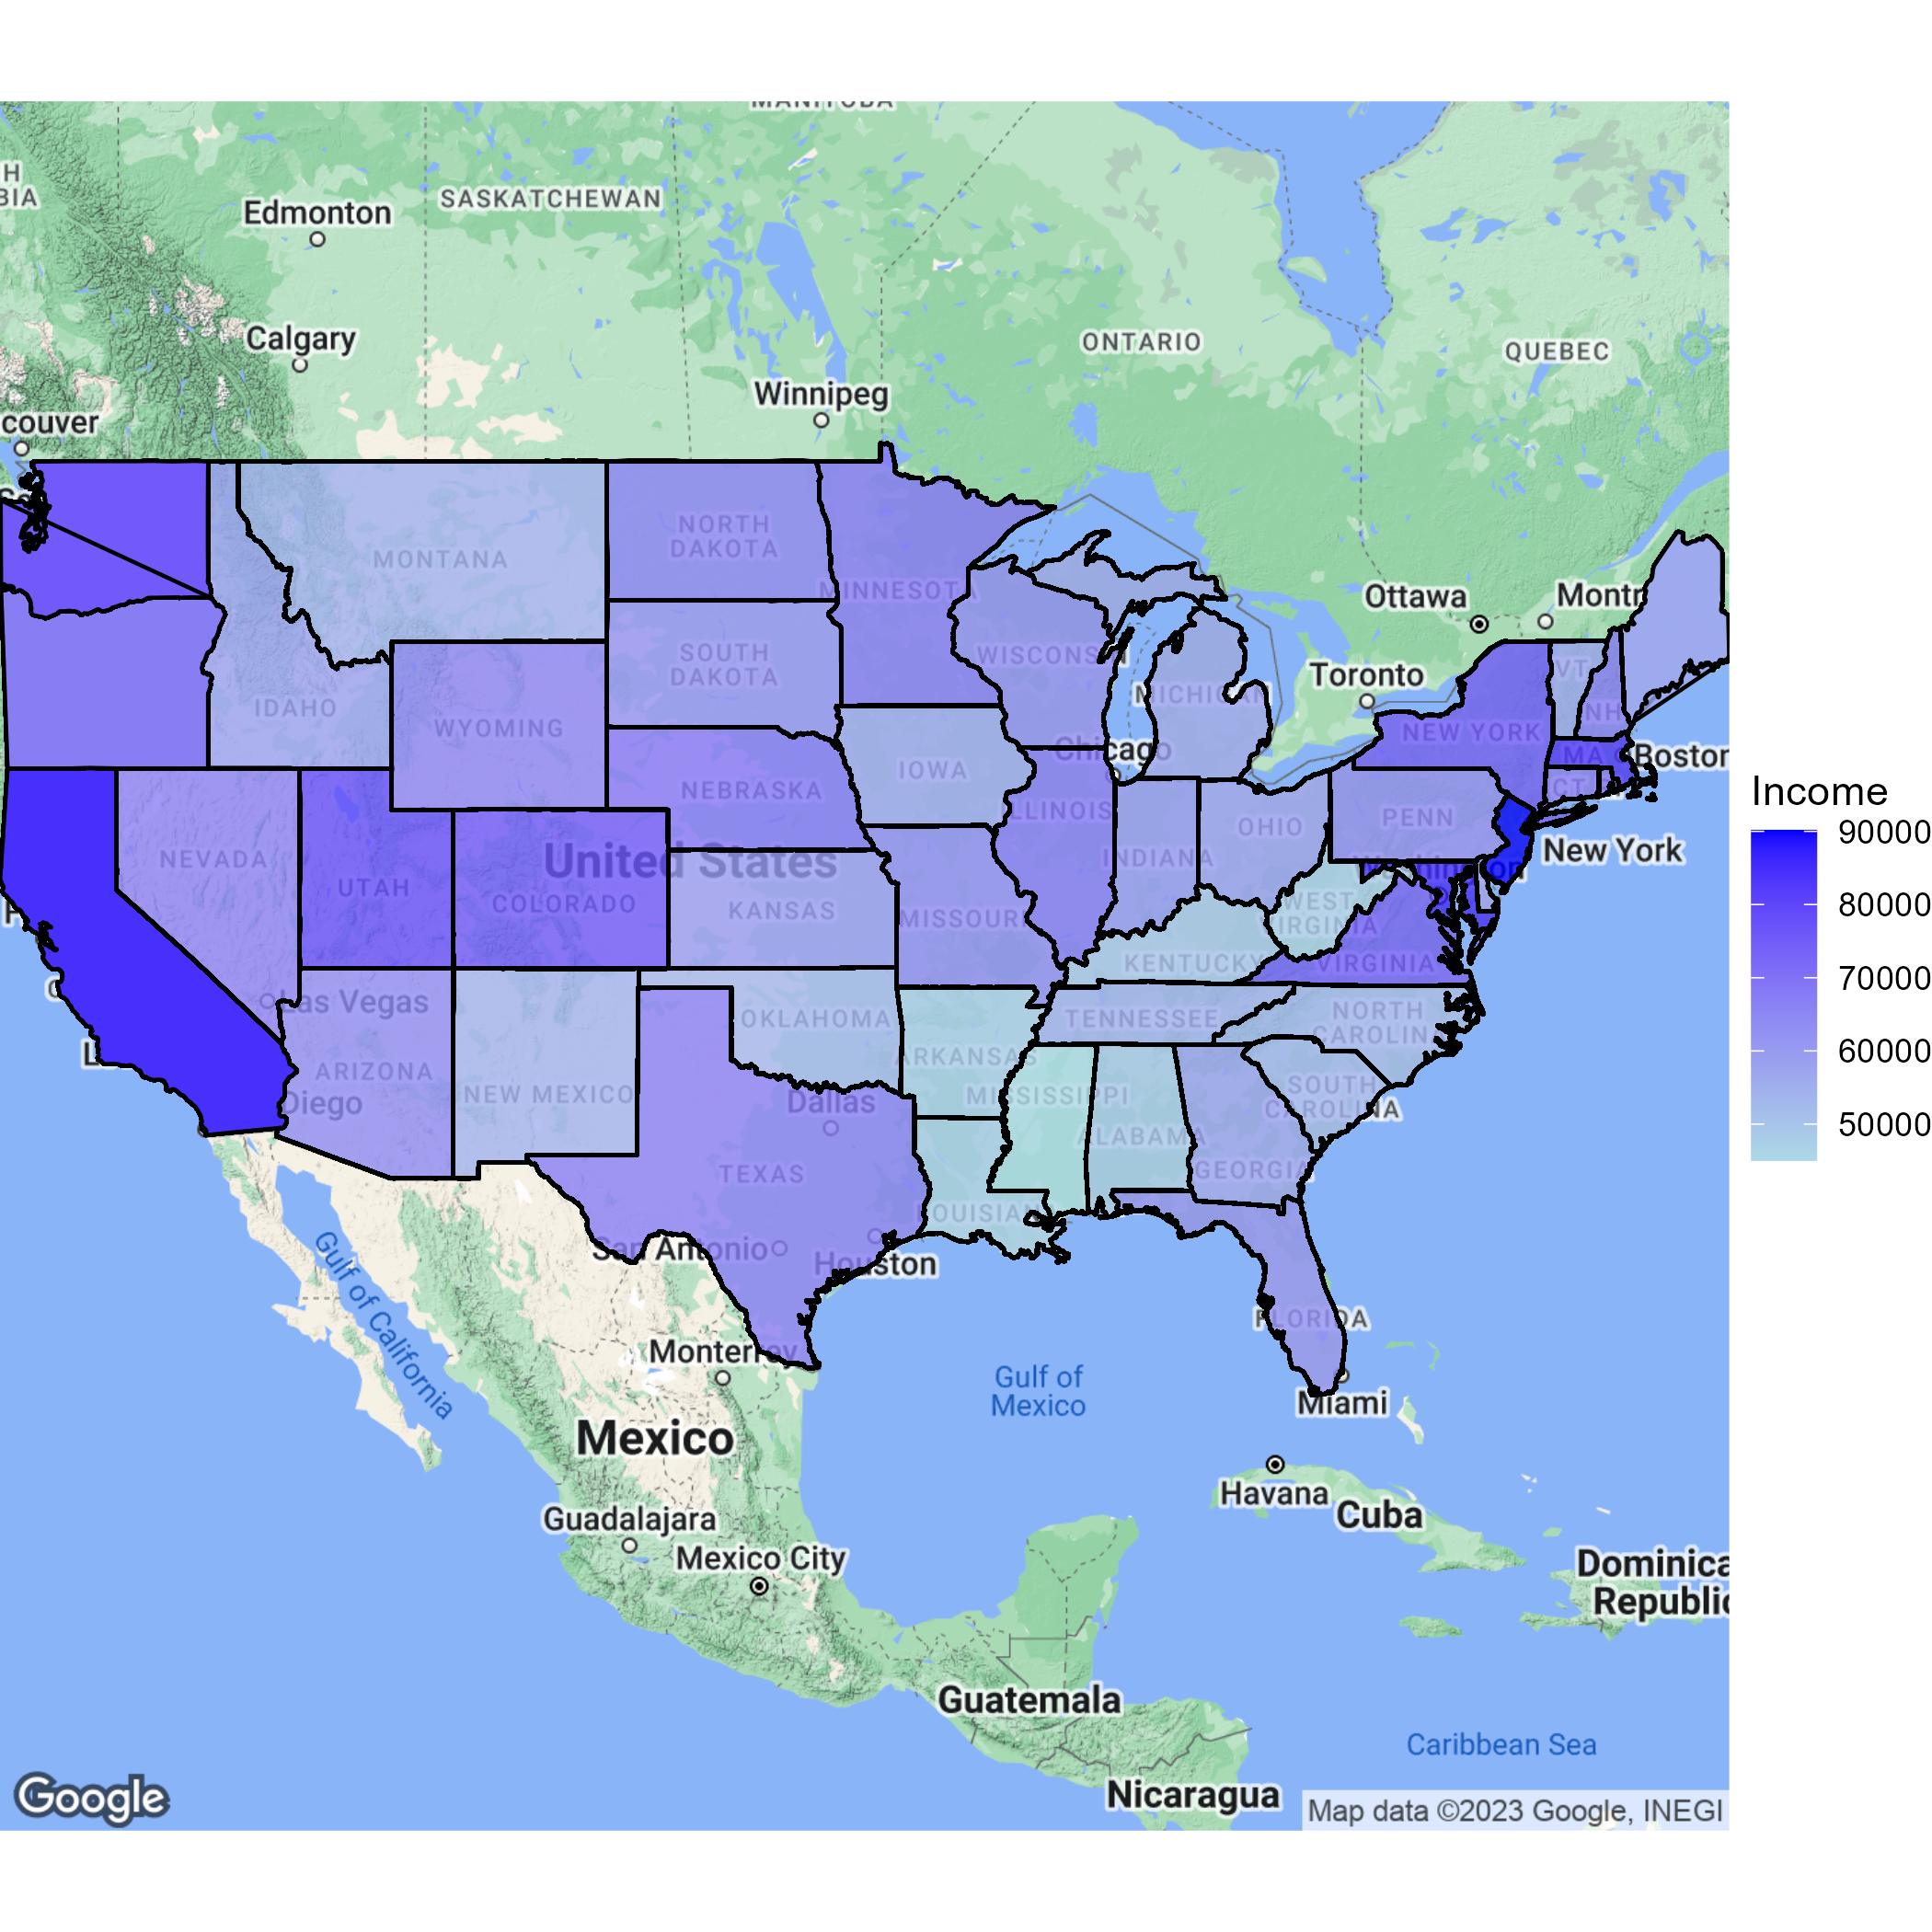 MANITOBA
H
BIA
Edmonton
SASKATCHEWAN
Calgary
ONTARIO
QUEBEC
Winnipeg
couver
NORTH
DAKOTA
MONTANA
MINNESOTA
Ottawa
Montr
SOUTH
DAKOTA
WISCONSIN
MICHIGAN
Toronto
VT
NH
IDAHO
WYOMING
NEW YORK
MA
Boston
Chicago
IOWA
NEBRASKA
ILLINOIS
CT
PENN
OHIO
INDIANA
NEVADA
United States
New York
UTAH
COLORADO
KANSAS
MISSOURI
WEST
VIRGINIA
KENTUCKY
VIRGINIA
Las Vegas
OKLAHOMA
TENNESSEE
NORTH
CAROLINA
L
ARIZONA
ARKANSAS
Diego
NEW MEXICO
Dallas
MISSISSIPPI
SOUTH
CAROLINA
ALABAMA
TEXAS
GEORGIA
LOUISIANA
San Antonio
Houston
FLORIDA
Gulf of California
Monterrey
Gulf of
Mexico
Miami
Mexico
Havana
Cuba
Guadalajara
Mexico City
Dominica
Republic
Guatemala
Caribbean Sea
Nicaragua
Google
Map data ©2023 Google, INEGI
Income
90000
80000
70000
60000
50000